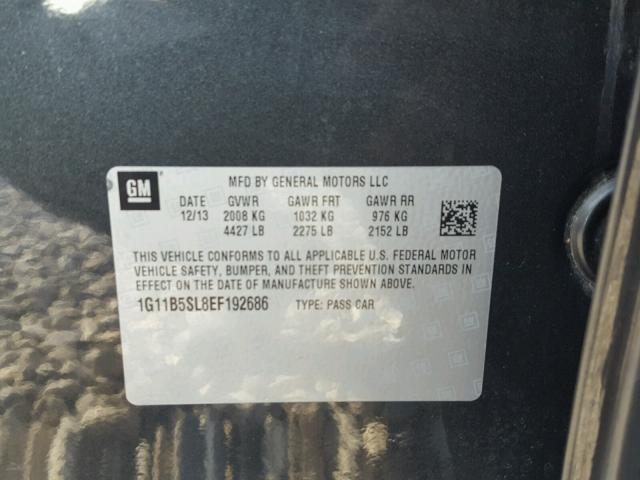 GM
MFD BY GENERAL MOTORS LLC
DATE GVWR GAWR FRT GAWR RR
12/13 2008 KG 1032 KG 976 KG
4427 LB 2275 LB 2152 LB
THIS VEHICLE CONFORMS TO ALL APPLICABLE U.S. FEDERAL MOTOR
VEHICLE SAFETY, BUMPER, AND THEFT PREVENTION STANDARDS IN
EFFECT ON THE DATE OF MANUFACTURE SHOWN ABOVE.
1G11B5SL8EF192686 TYPE: PASS CAR